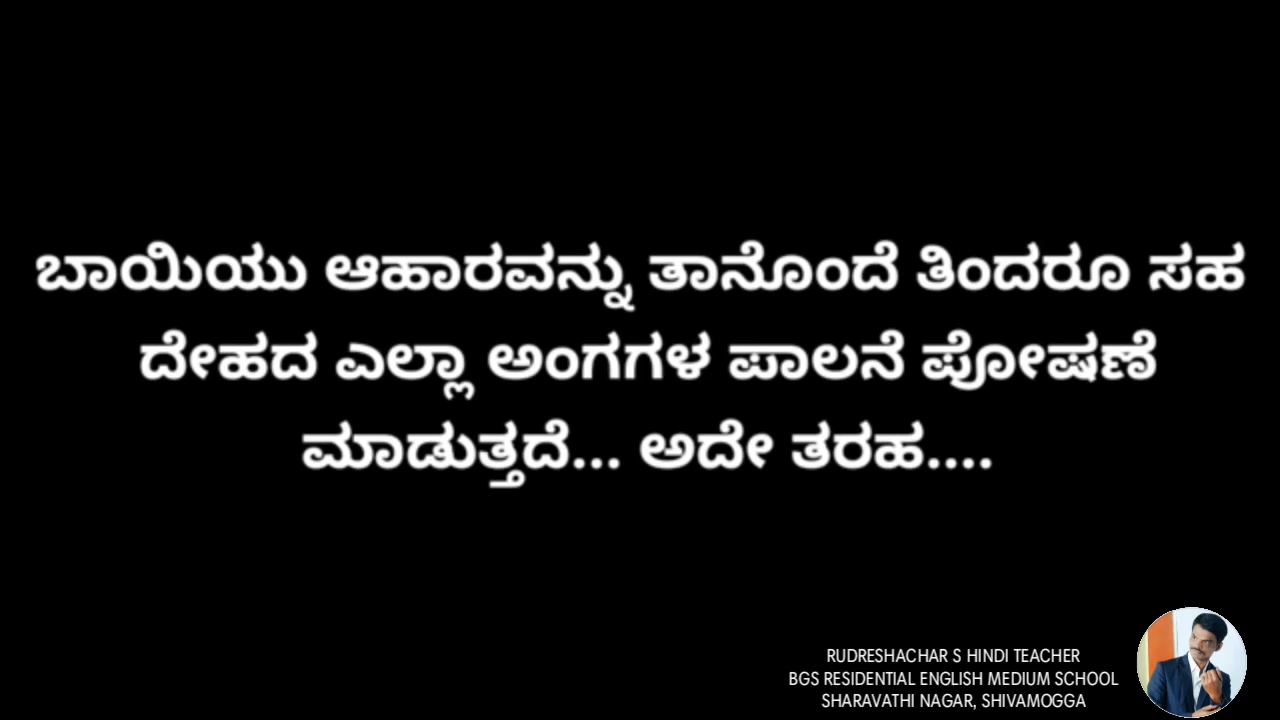 ಬಾಯಿಯು ಆಹಾರವನ್ನು ತಾನೊಂದೆ ತಿಂದರೂ ಸಹ
ದೇಹದ ಎಲ್ಲಾ ಅಂಗಗಳ ಪಾಲನೆ ಪೋಷಣೆ
ಮಾಡುತ್ತದೆ... ಅದೇ ತರಹ....
RUDRESHACHAR S HINDI TEACHER
BGS RESIDENTIAL ENGLISH MEDIUM SCHOOL
SHARAVATHI NAGAR, SHIVAMOGGA